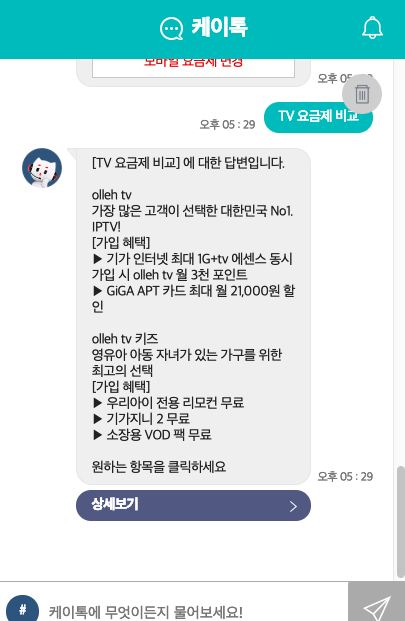 케이톡
모바일 요금제 변경
오후 05
TV 요금제 비교
오후 05 : 29
[TV 요금제 비교] 에 대한 답변입니다.
olleh tv
가장 많은 고객이 선택한 대한민국 No1.
IPTV!
[가입 혜택]
▶ 기가 인터넷 최대 1G+tv 에센스 동시
가입 시 olleh tv 월 3천 포인트
▶ GiGA APT 카드 최대 월 21,000원 할
인
olleh tv 키즈
영유아 아동 자녀가 있는 가구를 위한
최고의 선택
[가입 혜택]
▶ 우리아이 전용 리모컨 무료
▶ 기가지니 2 무료
▶ 소장용 VOD 팩 무료
원하는 항목을 클릭하세요
오후 05 : 29
상세보기
# 케이톡에 무엇이든지 물어보세요!